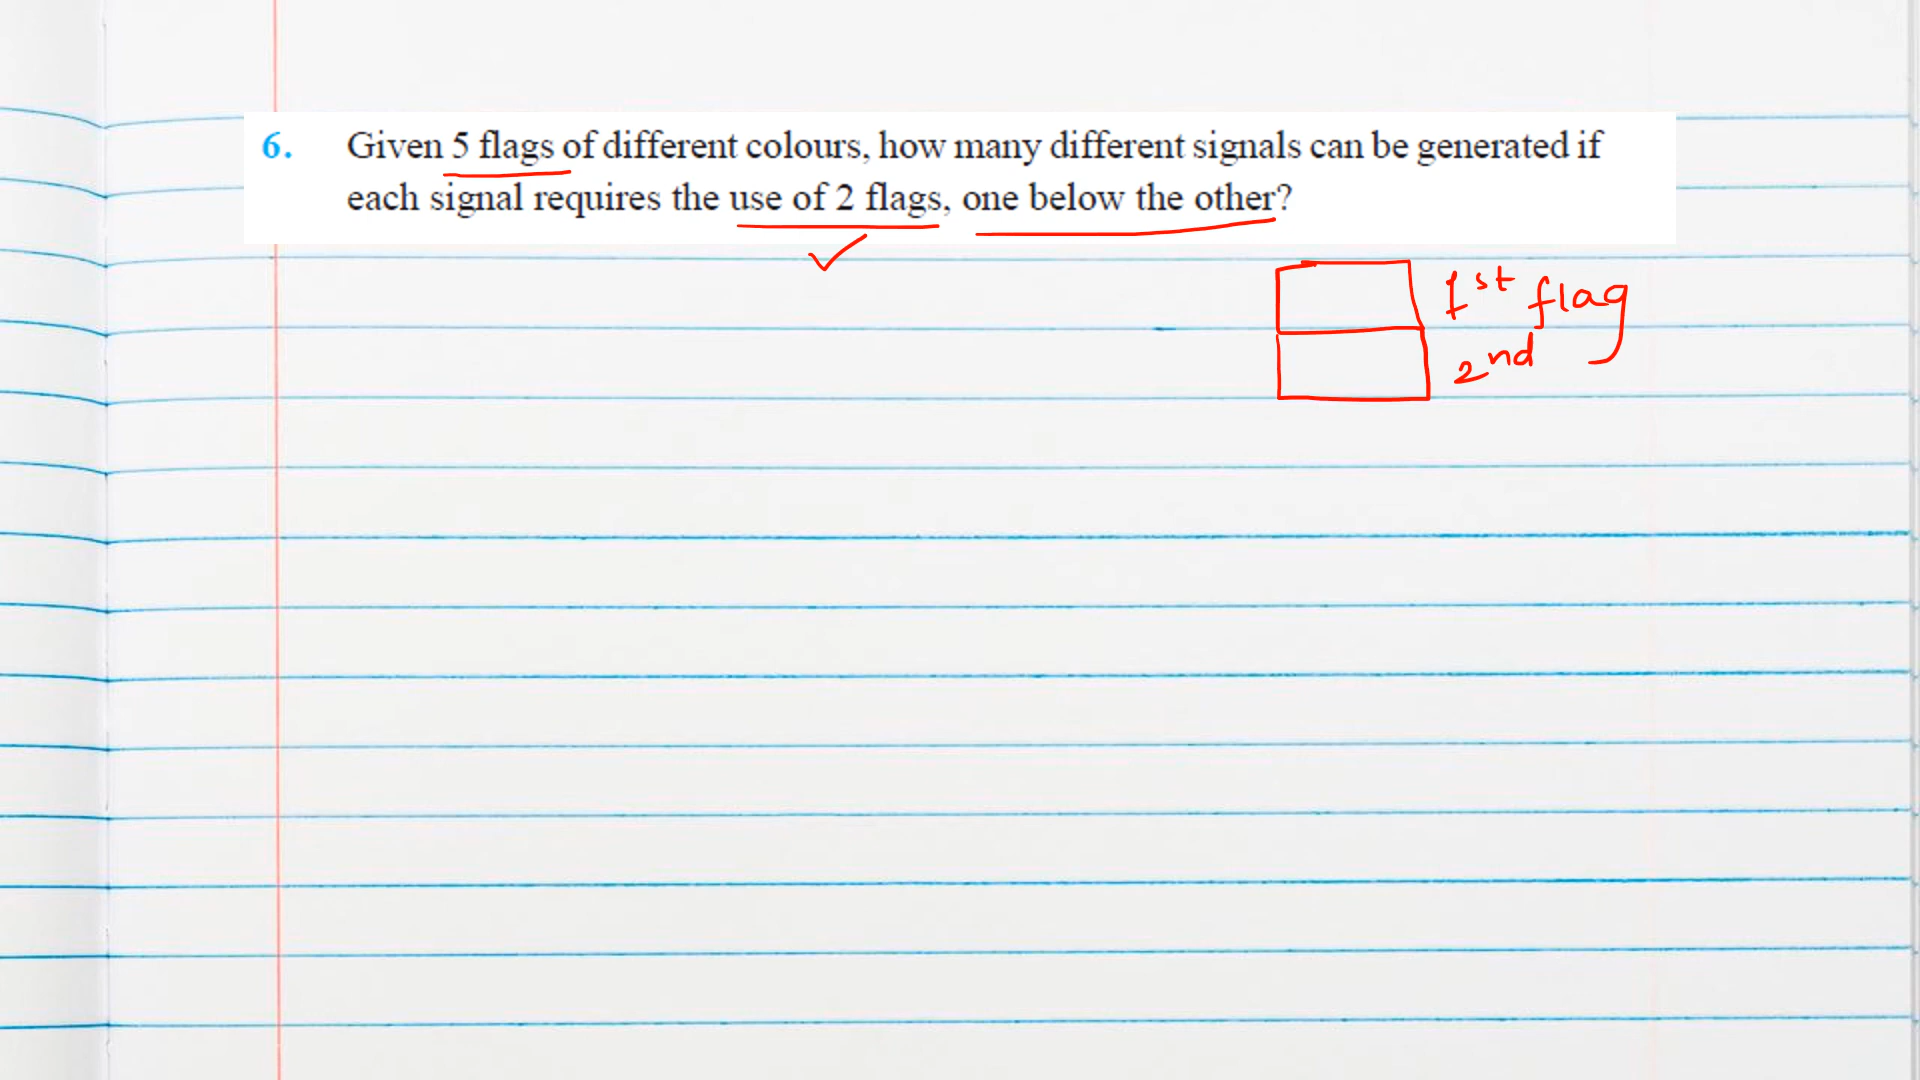 6. Given 5 flags of different colours, how many different signals can be generated if
each signal requires the use of 2 flags, one below the other?
1st flag
2nd